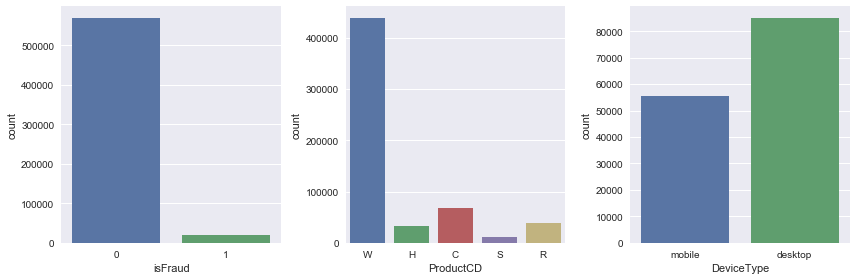 500000
400000
300000
200000
100000
0
count
0 1
isFraud
400000
300000
200000
100000
0
count
W H C S R
ProductCD
80000
70000
60000
50000
40000
30000
20000
10000
0
count
mobile desktop
DeviceType